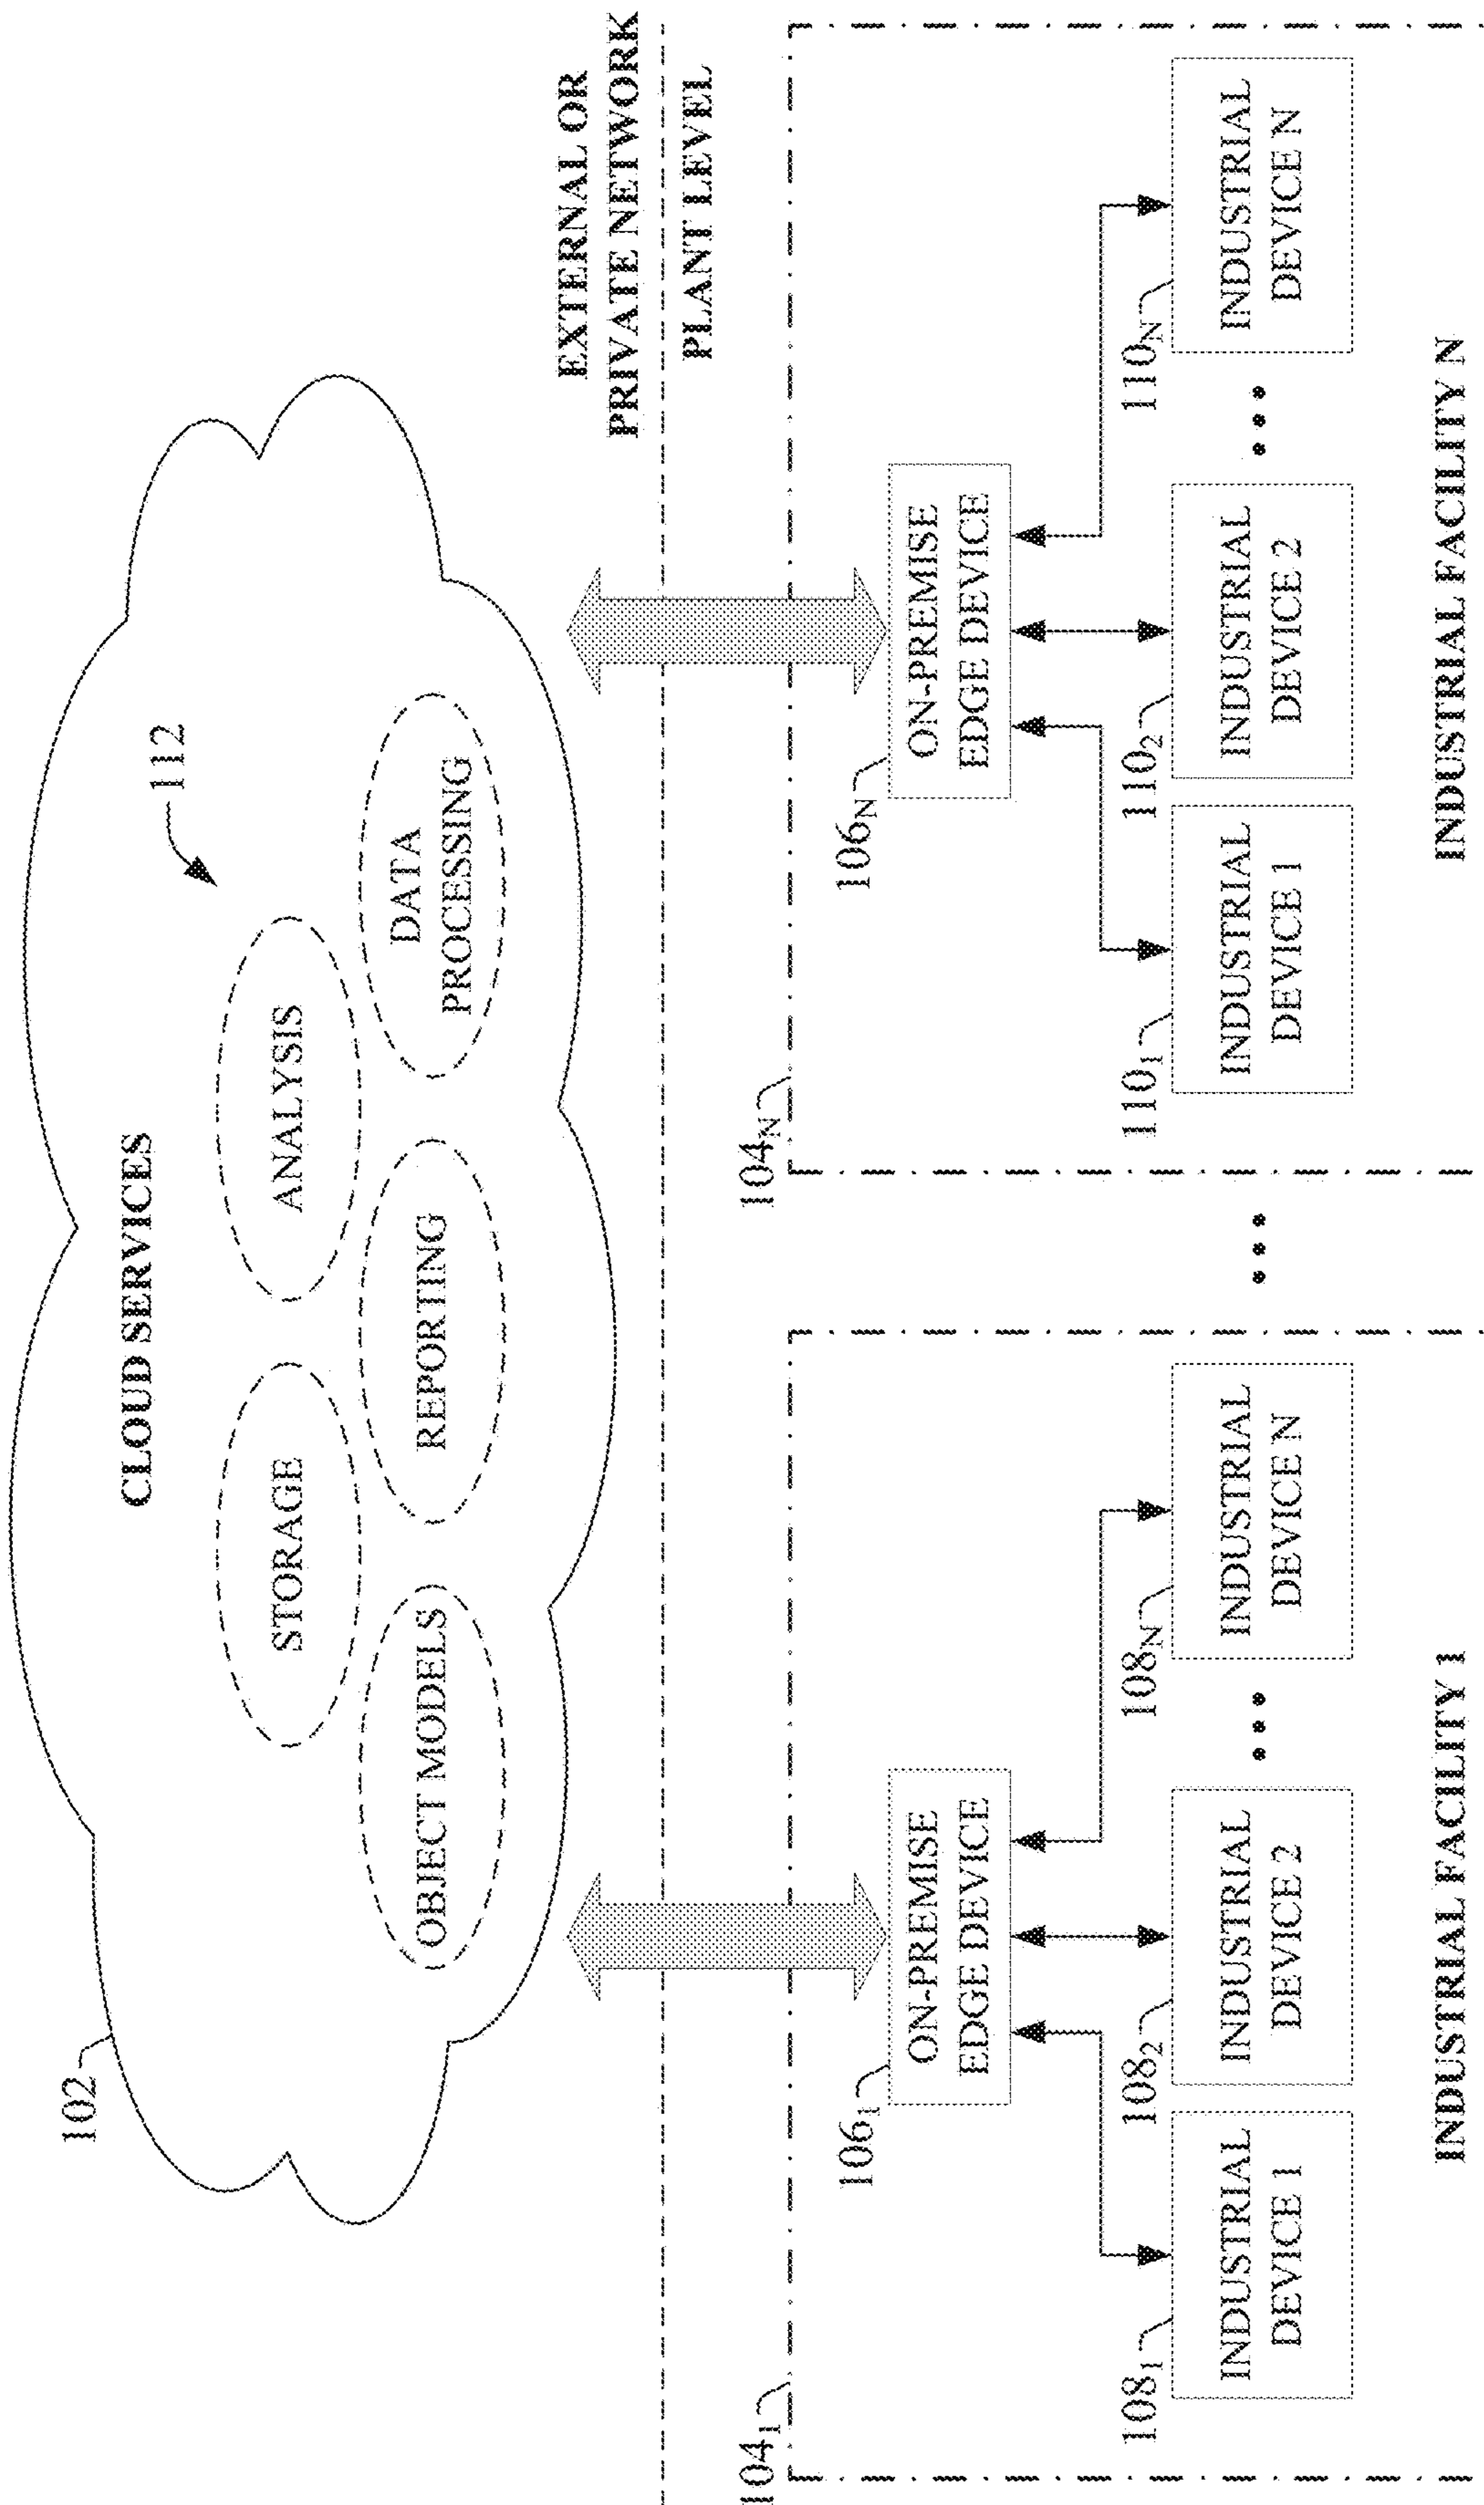 102
CLOUD SERVICES
112
STORAGE
ANALYSIS
OBJECT MODELS
REPORTING
DATA
PROCESSING
EXTERNAL OR
PRIVATE NETWORK
PLANT LEVEL
104₁
106₁
ON-PREMISE
EDGE DEVICE
108₁
108₂
108N
INDUSTRIAL
DEVICE 1
INDUSTRIAL
DEVICE 2
•••
INDUSTRIAL
DEVICE N
INDUSTRIAL FACILITY 1
•••
104N
106N
ON-PREMISE
EDGE DEVICE
110₁
110₂
110N
INDUSTRIAL
DEVICE 1
INDUSTRIAL
DEVICE 2
•••
INDUSTRIAL
DEVICE N
INDUSTRIAL FACILITY N